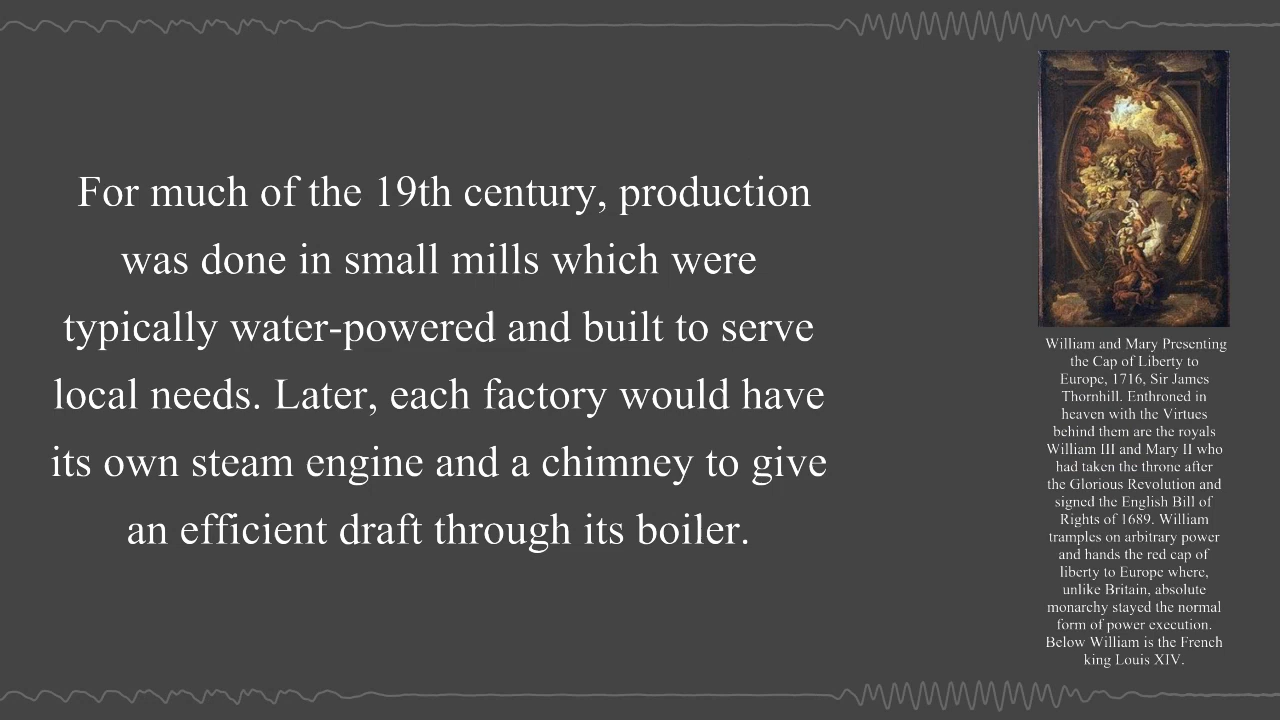 For much of the 19th century, production
was done in small mills which were
typically water-powered and built to serve
local needs. Later, each factory would have
its own steam engine and a chimney to give
an efficient draft through its boiler.
William and Mary Presenting
the Cap of Liberty to
Europe, 1716, Sir James
Thornhill. Enthroned in
heaven with the Virtues
behind them are the royals
William III and Mary II who
had taken the throne after
the Glorious Revolution and
signed the English Bill of
Rights of 1689. William
tramples on arbitrary power
and hands the red cap of
liberty to Europe where,
unlike Britain, absolute
monarchy stayed the normal
form of power execution.
Below William is the French
king Louis XIV.